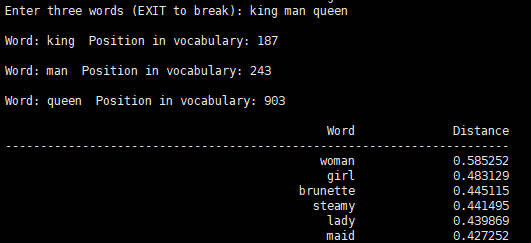 Enter three words (EXIT to break): king man queen
Word: king  Position in vocabulary: 187
Word: man  Position in vocabulary: 243
Word: queen  Position in vocabulary: 903
Word Distance
------------------------------------------------------------------------
woman 0.585252
girl 0.483129
brunette 0.445115
steamy 0.441495
lady 0.439869
maid 0.427252